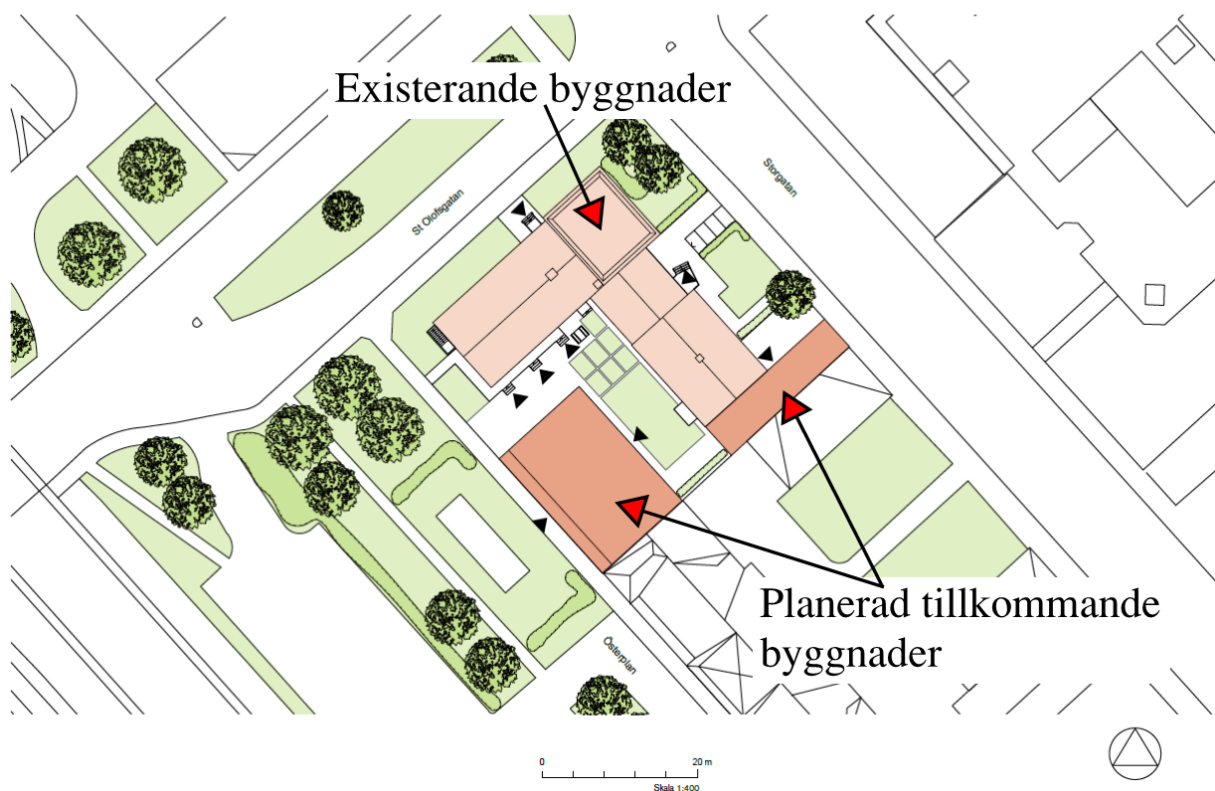 Existerande byggnader
Storgatan
St Olofsgatan
Planerad tillkommande
byggnader
Österplan
0
20 m
Skala 1:400